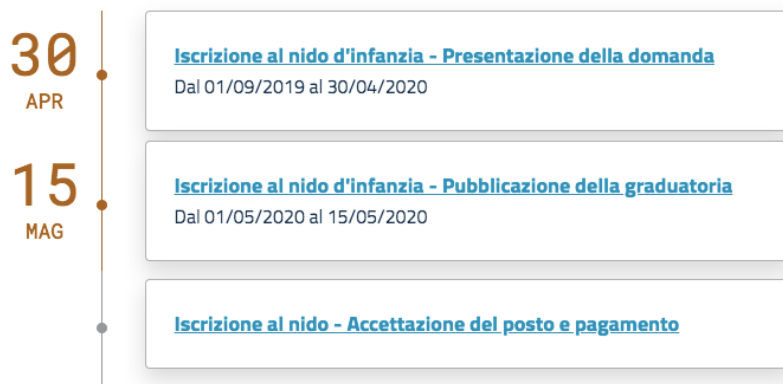 30
APR
Iscrizione al nido d'infanzia - Presentazione della domanda
Dal 01/09/2019 al 30/04/2020
15
MAG
Iscrizione al nido d'infanzia - Pubblicazione della graduatoria
Dal 01/05/2020 al 15/05/2020
Iscrizione al nido - Accettazione del posto e pagamento